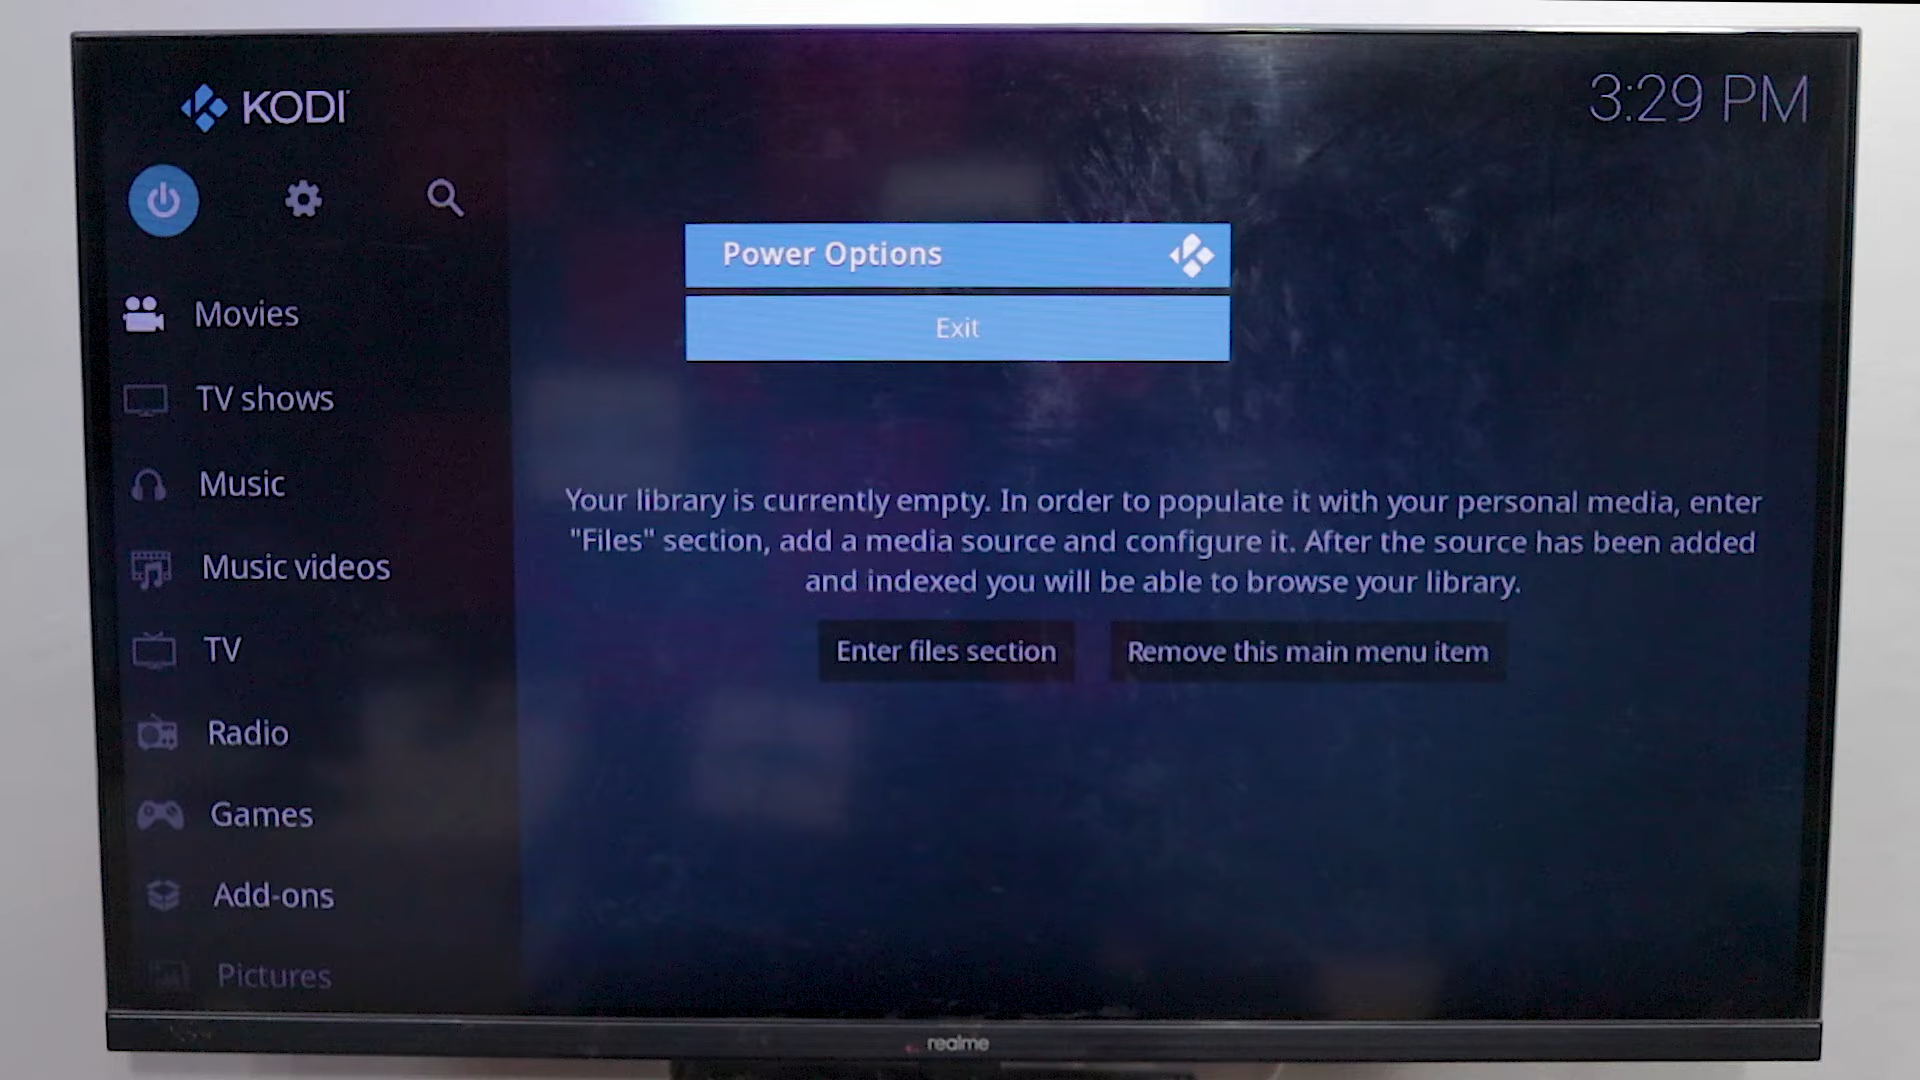 KODI
3:29 PM
Power Options
Exit
Movies
TV shows
Music
Music videos
TV
Radio
Games
Add-ons
Pictures
Your library is currently empty. In order to populate it with your personal media, enter
"Files" section, add a media source and configure it. After the source has been added
and indexed you will be able to browse your library.
Enter files section
Remove this main menu item
realme